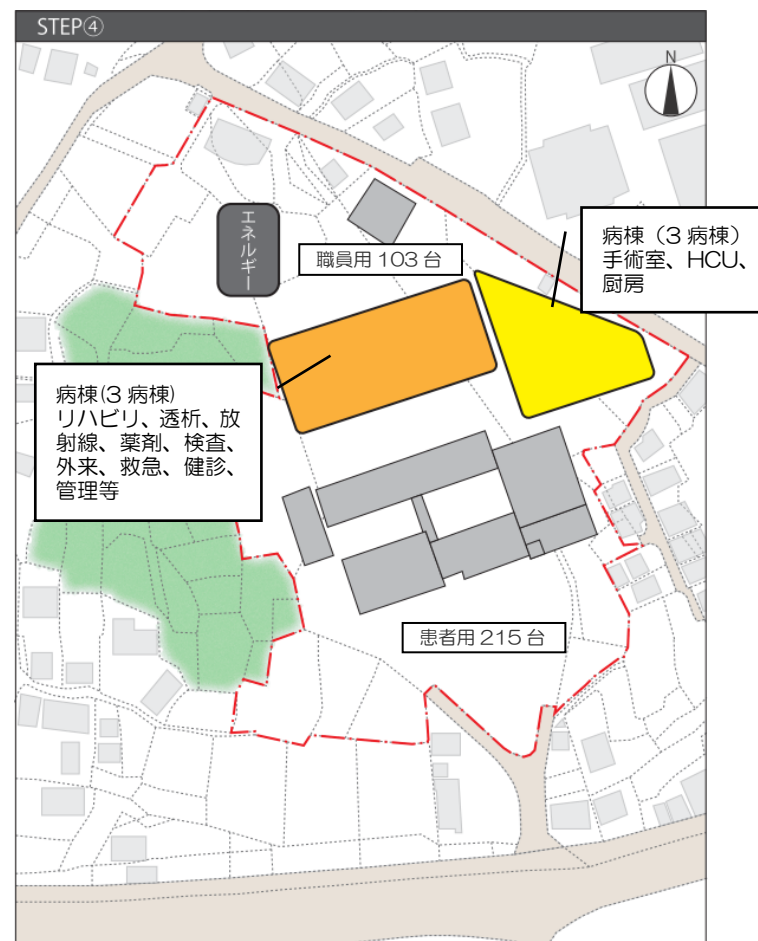 STEP④
N
エネルギー
職員用 103 台
病棟（3 病棟）
手術室、HCU、
厨房
病棟(3 病棟)
リハビリ、透析、放
射線、薬剤、検査、
外来、救急、健診、
管理等
患者用 215 台